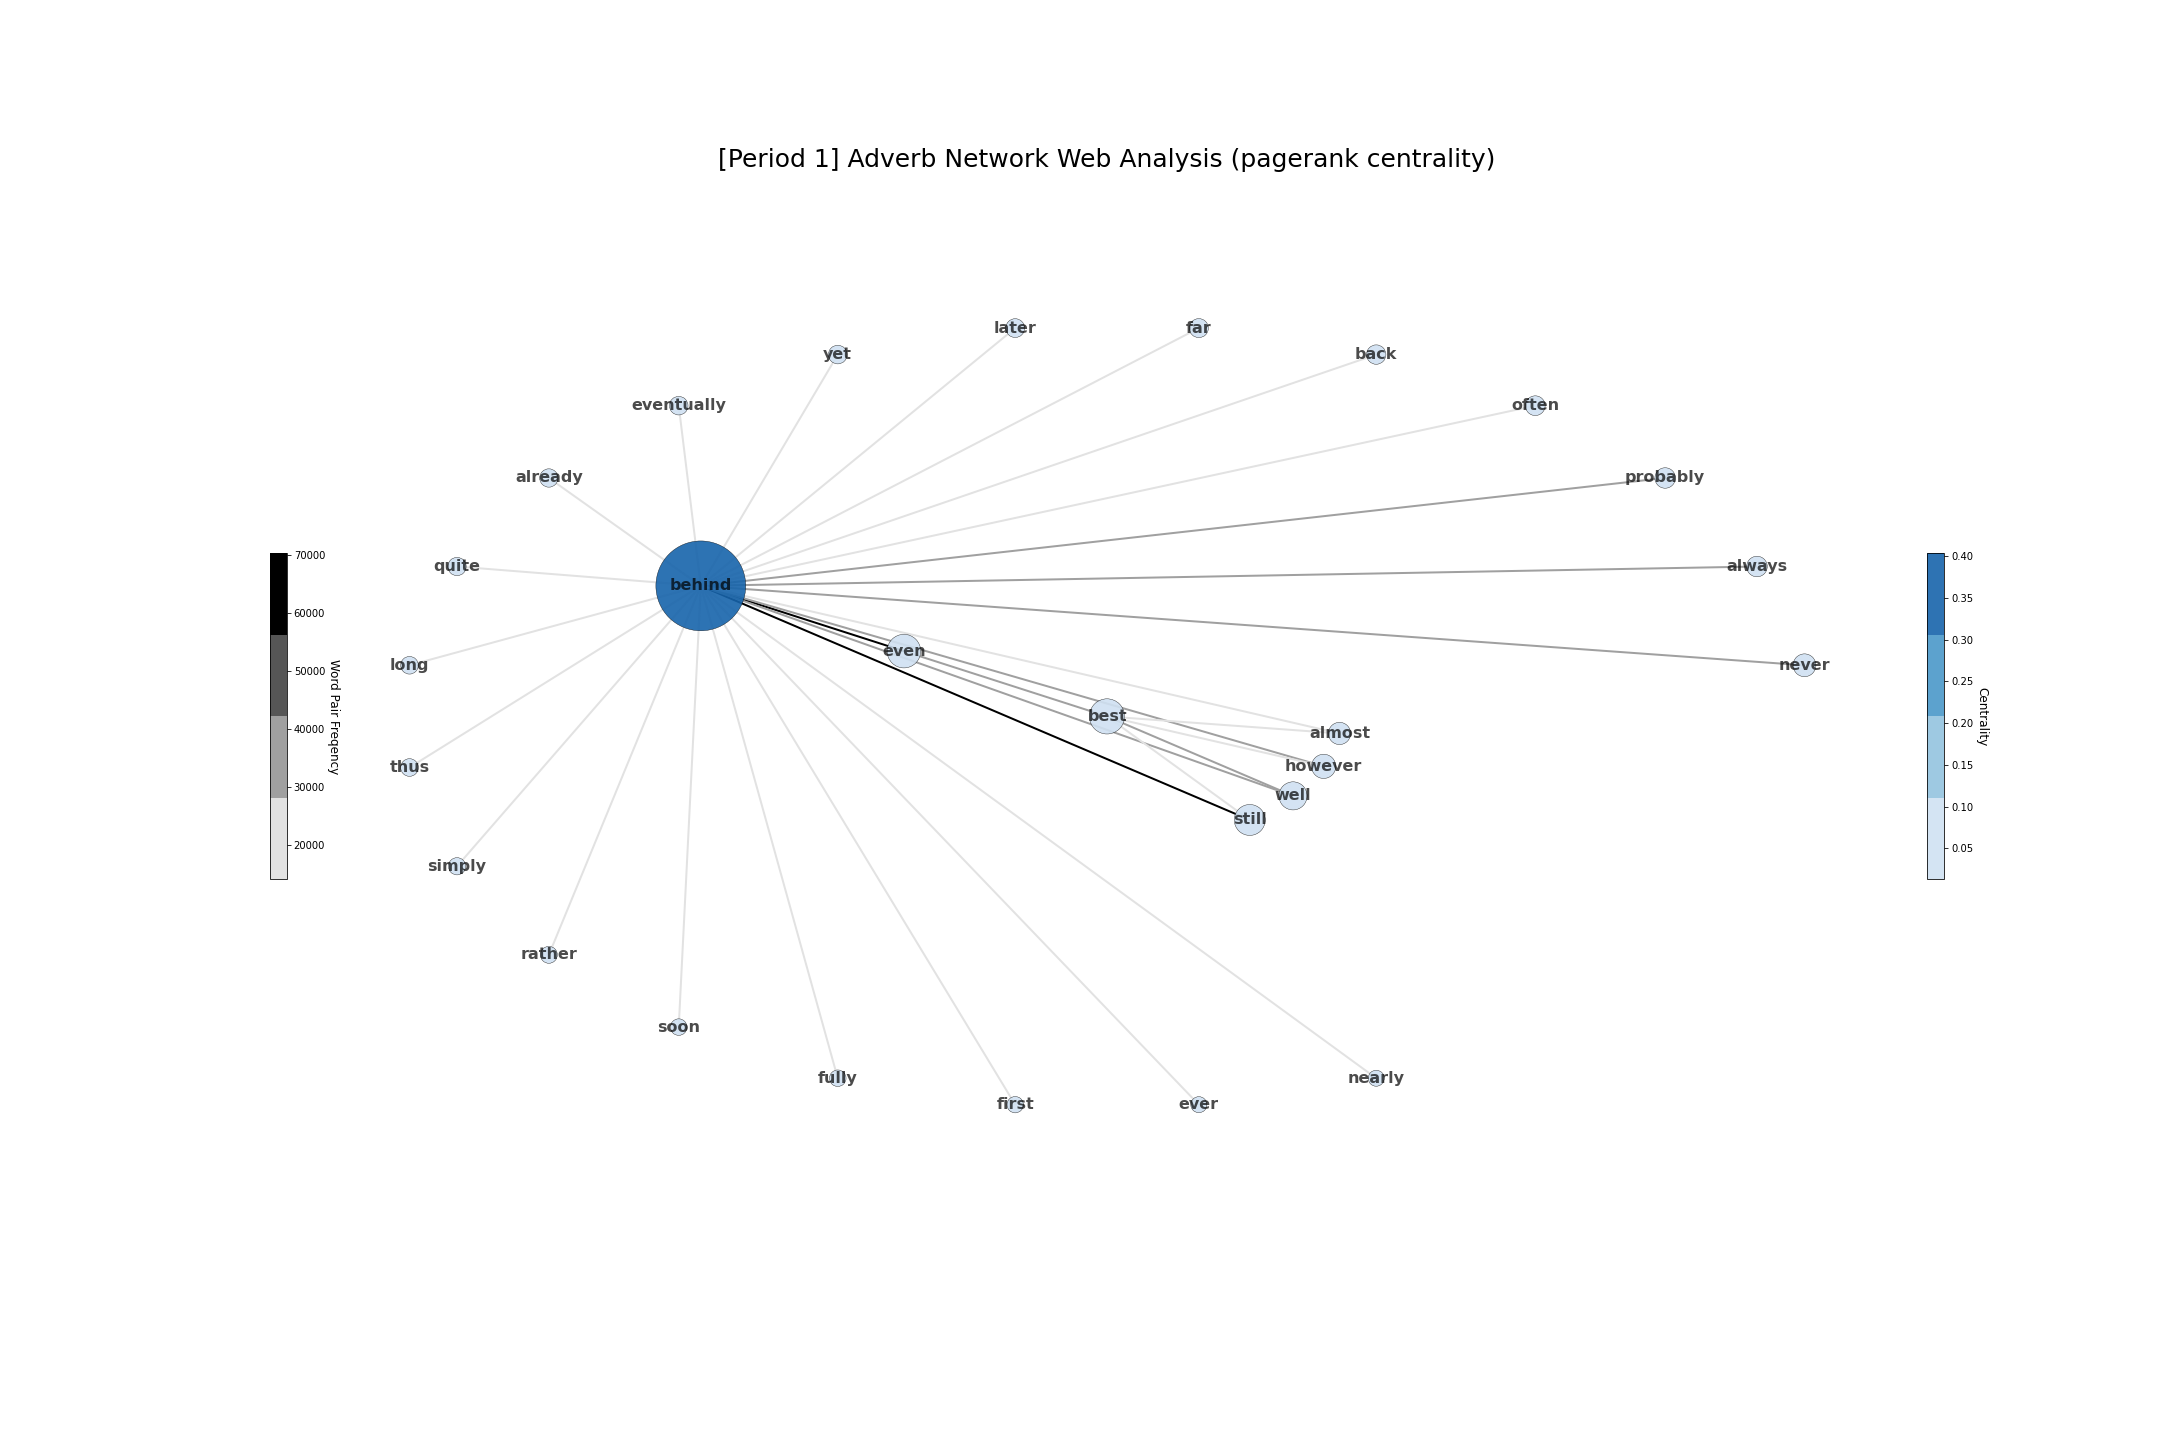 [Period 1] Adverb Network Web Analysis (pagerank centrality)
later
far
yet
back
eventually
often
already
probably
quite
always
behind
even
long
never
best
almost
however
thus
well
still
simply
rather
soon
fully
nearly
first
ever
70000
60000
50000
40000
30000
20000
Word Pair Freqency
0.40
0.35
0.30
0.25
0.20
0.15
0.10
0.05
Centrality